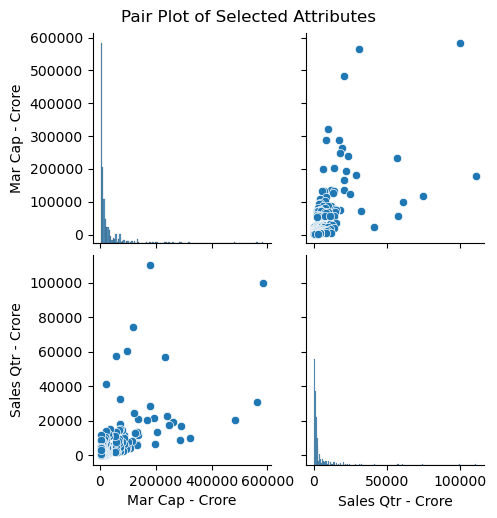 Pair Plot of Selected Attributes
600000
500000
400000
300000
200000
100000
0
Mar Cap - Crore
100000
80000
60000
40000
20000
0
Sales Qtr - Crore
0 200000 400000 600000
Mar Cap - Crore
0 50000 100000
Sales Qtr - Crore